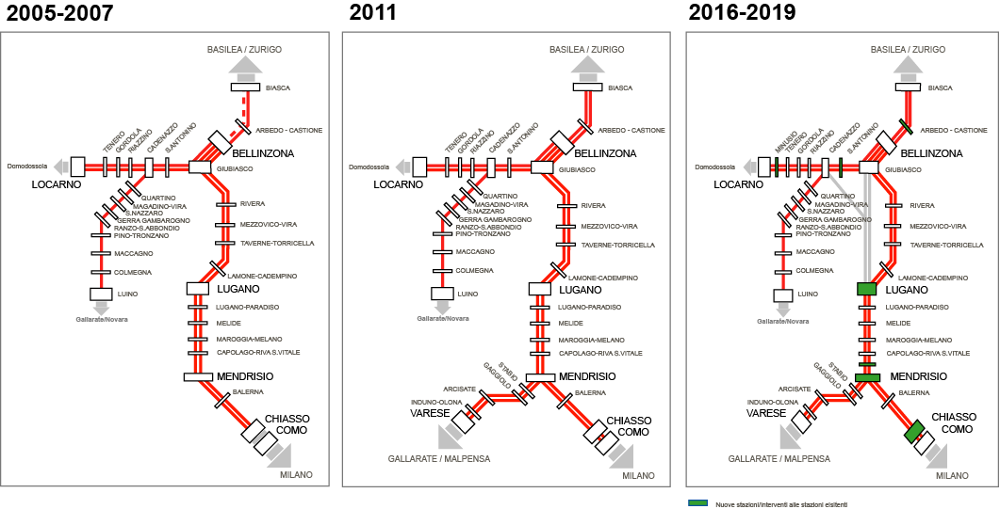 2005-2007
BASILEA / ZURIGO
BIASCA
ARBEDO - CASTIONE
TENERO
GORDOLA
RIAZZINO
CADENAZZO
S.ANTONINO
BELLINZONA
Domodossola
GIUBIASCO
LOCARNO
QUARTINO
MAGADINO-VIRA
S.NAZZARO
GERRA GAMBAROGNO
RANZO-S.ABBONDIO
PINO-TRONZANO
RIVERA
MEZZOVICO-VIRA
TAVERNE-TORRICELLA
MACCAGNO
COLMEGNA
LAMONE-CADEMPINO
LUINO
LUGANO
Gallarate/Novara
LUGANO-PARADISO
MELIDE
MAROGGIA-MELANO
CAPOLAGO-RIVA S.VITALE
MENDRISIO
BALERNA
CHIASSO
COMO
MILANO
2011
BASILEA / ZURIGO
BIASCA
ARBEDO - CASTIONE
TENERO
GORDOLA
RIAZZINO
CADENAZZO
S.ANTONINO
BELLINZONA
Domodossola
GIUBIASCO
LOCARNO
QUARTINO
MAGADINO-VIRA
S.NAZZARO
GERRA GAMBAROGNO
RANZO-S.ABBONDIO
PINO-TRONZANO
RIVERA
MEZZOVICO-VIRA
TAVERNE-TORRICELLA
MACCAGNO
COLMEGNA
LAMONE-CADEMPINO
LUINO
LUGANO
Gallarate/Novara
LUGANO-PARADISO
MELIDE
MAROGGIA-MELANO
CAPOLAGO-RIVA S.VITALE
STABIO
GAGGIOLO
MENDRISIO
ARCISATE
BALERNA
INDUNO-OLONA
VARESE
CHIASSO
COMO
GALLARATE / MALPENSA
MILANO
2016-2019
BASILEA / ZURIGO
BIASCA
ARBEDO - CASTIONE
MINUSIO
TENERO
GORDOLA
RIAZZINO
CADENAZZO
S.ANTONINO
BELLINZONA
Domodossola
GIUBIASCO
LOCARNO
QUARTINO
MAGADINO-VIRA
S.NAZZARO
GERRA GAMBAROGNO
RANZO-S.ABBONDIO
PINO-TRONZANO
RIVERA
MEZZOVICO-VIRA
TAVERNE-TORRICELLA
MACCAGNO
COLMEGNA
LAMONE-CADEMPINO
LUINO
LUGANO
Gallarate/Novara
LUGANO-PARADISO
MELIDE
MAROGGIA-MELANO
CAPOLAGO-RIVA S.VITALE
STABIO
GAGGIOLO
MENDRISIO
ARCISATE
BALERNA
INDUNO-OLONA
VARESE
CHIASSO
COMO
GALLARATE / MALPENSA
MILANO
Nuove stazioni/interventi alle stazioni eisitenti